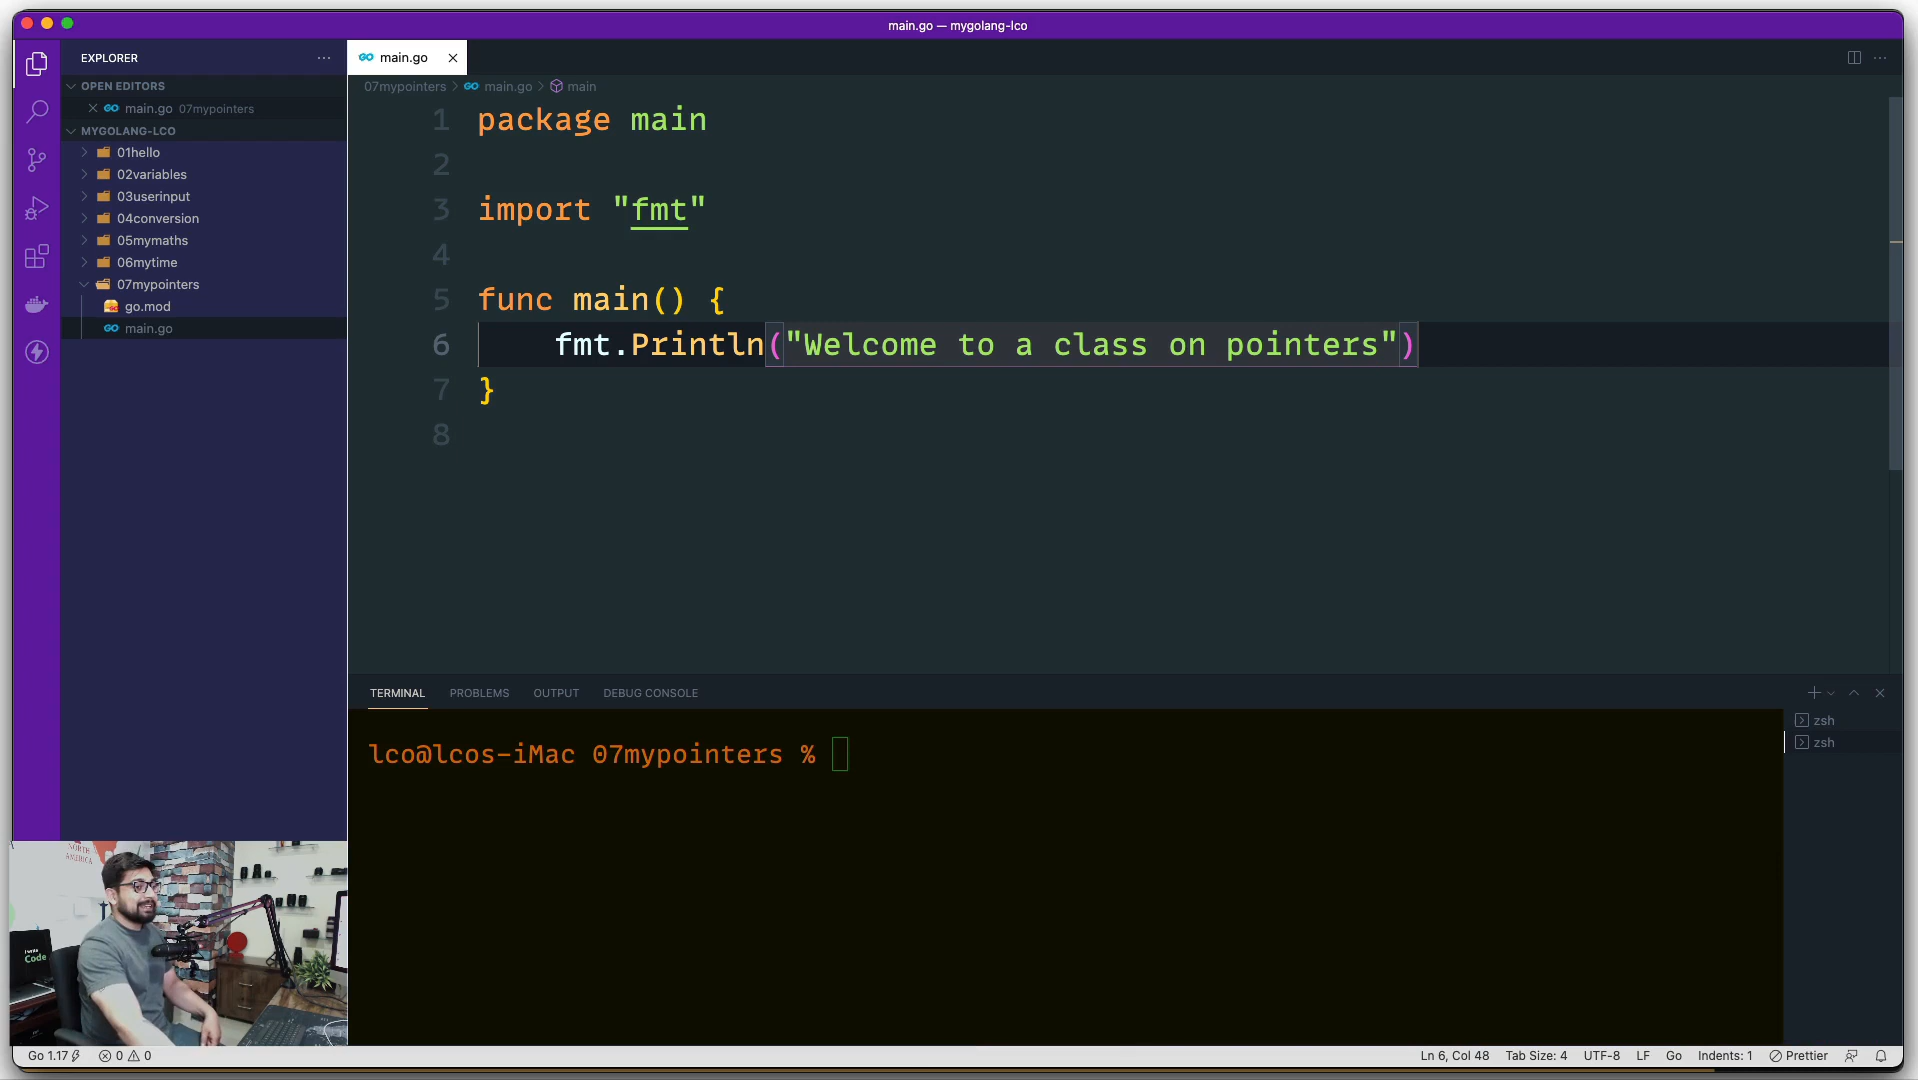 main.go — mygolang-lco
EXPLORER
OPEN EDITORS
main.go 07mypointers
MYGOLANG-LCO
01hello
02variables
03userinput
04conversion
05mymaths
06mytime
07mypointers
go.mod
main.go
main.go
07mypointers > main.go > main
1 package main
2
3 import "fmt"
4
5 func main() {
6 fmt.Println("Welcome to a class on pointers")
7 }
8
TERMINAL PROBLEMS OUTPUT DEBUG CONSOLE
lco@lcos-iMac 07mypointers %
zsh
zsh
NORTH
AMERICA
I write
Code
Go 1.17 0 0 Ln 6, Col 48 Tab Size: 4 UTF-8 LF Go Indents: 1 Prettier